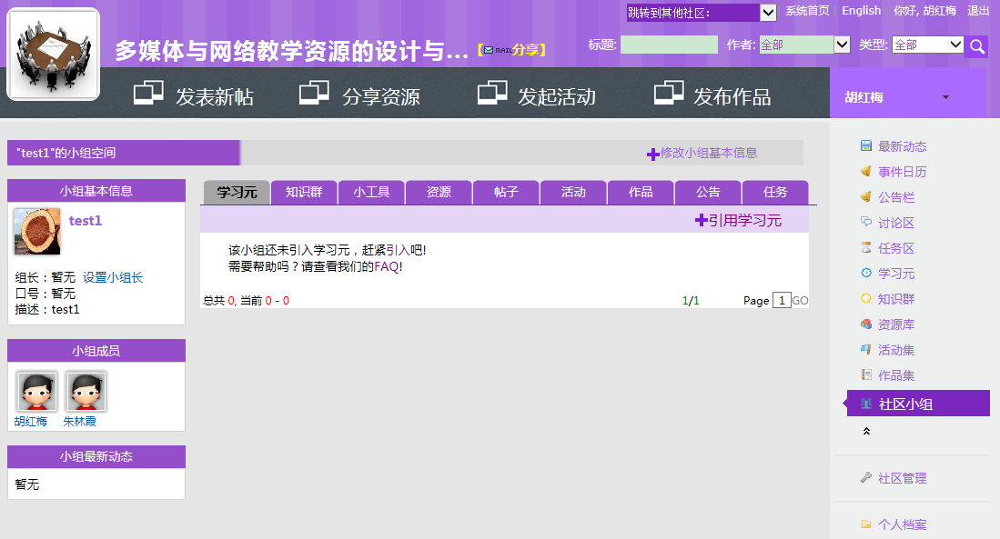 跳转到其他社区：
系统首页
English
你好, 胡红梅
退出
多媒体与网络教学资源的设计与...
【MAIL分享】
标题:
作者: 全部
类型: 全部
发表新帖
分享资源
发起活动
发布作品
胡红梅
"test1"的小组空间
修改小组基本信息
小组基本信息
test1
组长：暂无 设置小组长
口号：暂无
描述：test1
小组成员
胡红梅
朱林霞
小组最新动态
暂无
学习元
知识群
小工具
资源
帖子
活动
作品
公告
任务
引用学习元
该小组还未引入学习元，赶紧引入吧!
需要帮助吗？请查看我们的FAQ!
总共 0, 当前 0 - 0
1/1
Page 1 GO
最新动态
事件日历
公告栏
讨论区
任务区
学习元
知识群
资源库
活动集
作品集
社区小组
社区管理
个人档案